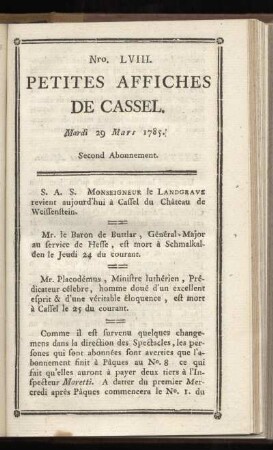 Nro. LVIII.
PETITES AFFICHES
DE CASSEL.
Mardi 29 Mars 1785.
Second Abonnement.
S. A. S. MONSEIGNEUR le LANDGRAVE
revient aujourd'hui à Cassel du Château de
Weissenstein.
Mr. le Baron de Buttlar, Général-Major
au service de Hesse, est mort à Schmalkal-
den le Jeudi 24 du courant.
Mr. Placodémus, Ministre luthérien, Pré-
dicateur célebre, homme doué d'un excellent
esprit & d'une véritable éloquence, est mort
à Cassel le 25 du courant.
Comme il est survenu quelques change-
mens dans la direction des Spectacles, les per-
sones qui sont abonnées sont averties que l'a-
bonnement finit à Pâques au No. 8 ce qui
fait qu'elles auront à payer deux tiers à l'In-
specteur Moretti. A datter du premier Mer-
credi après Pâques commencera le No. 1. du